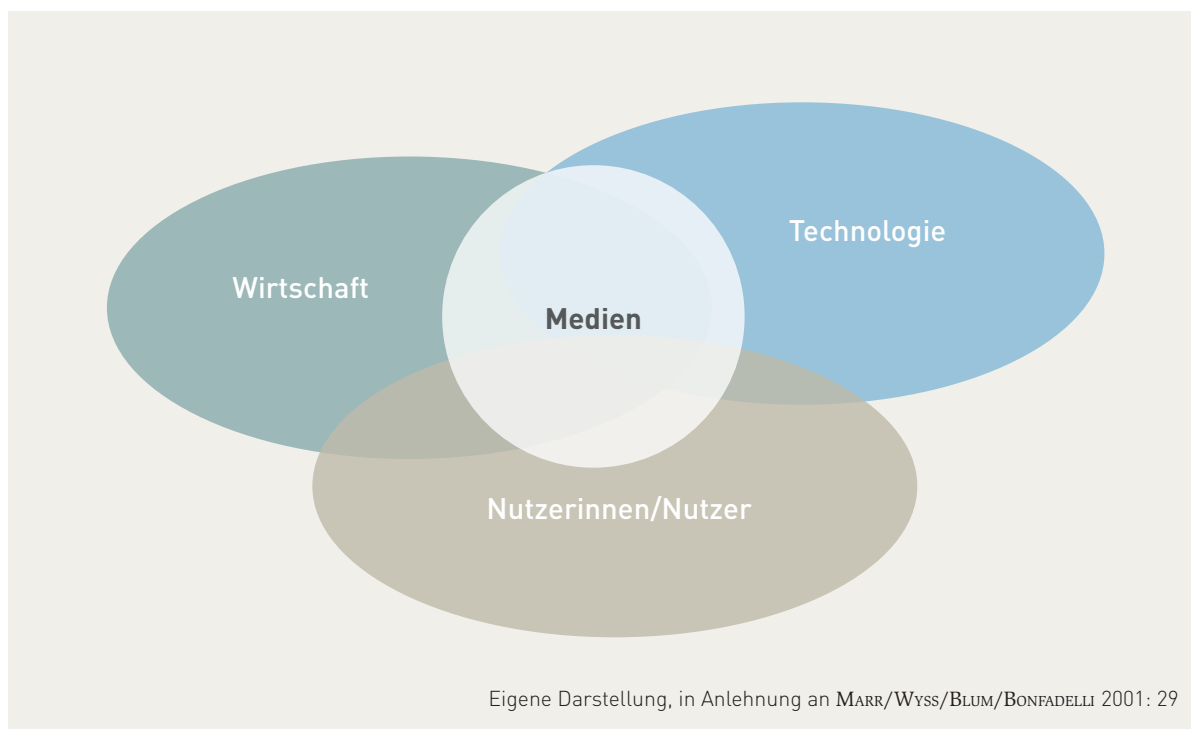 Technologie
Wirtschaft
Medien
Nutzerinnen/Nutzer
Eigene Darstellung, in Anlehnung an Marr/Wyss/Blum/Bonfadelli 2001: 29